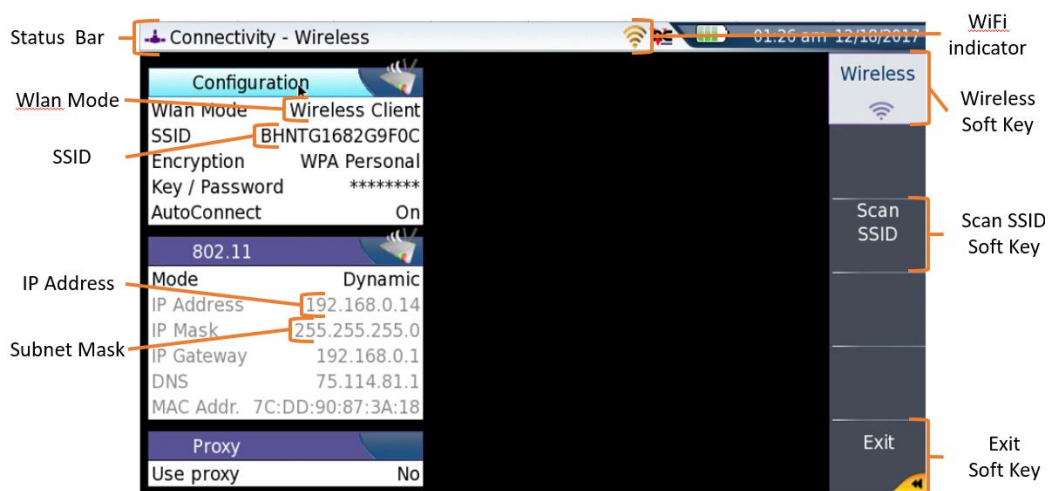 Status Bar
Connectivity - Wireless
01:26 am 12/18/2017
WiFi
indicator
Wlan Mode
SSID
IP Address
Subnet Mask
Configuration
Wlan Mode Wireless Client
SSID BHNTG1682G9F0C
Encryption WPA Personal
Key / Password ********
AutoConnect On
802.11
Mode Dynamic
IP Address 192.168.0.14
IP Mask 255.255.255.0
IP Gateway 192.168.0.1
DNS 75.114.81.1
MAC Addr. 7C:DD:90:87:3A:18
Proxy
Use proxy No
Wireless
Scan
SSID
Exit
Wireless
Soft Key
Scan SSID
Soft Key
Exit
Soft Key